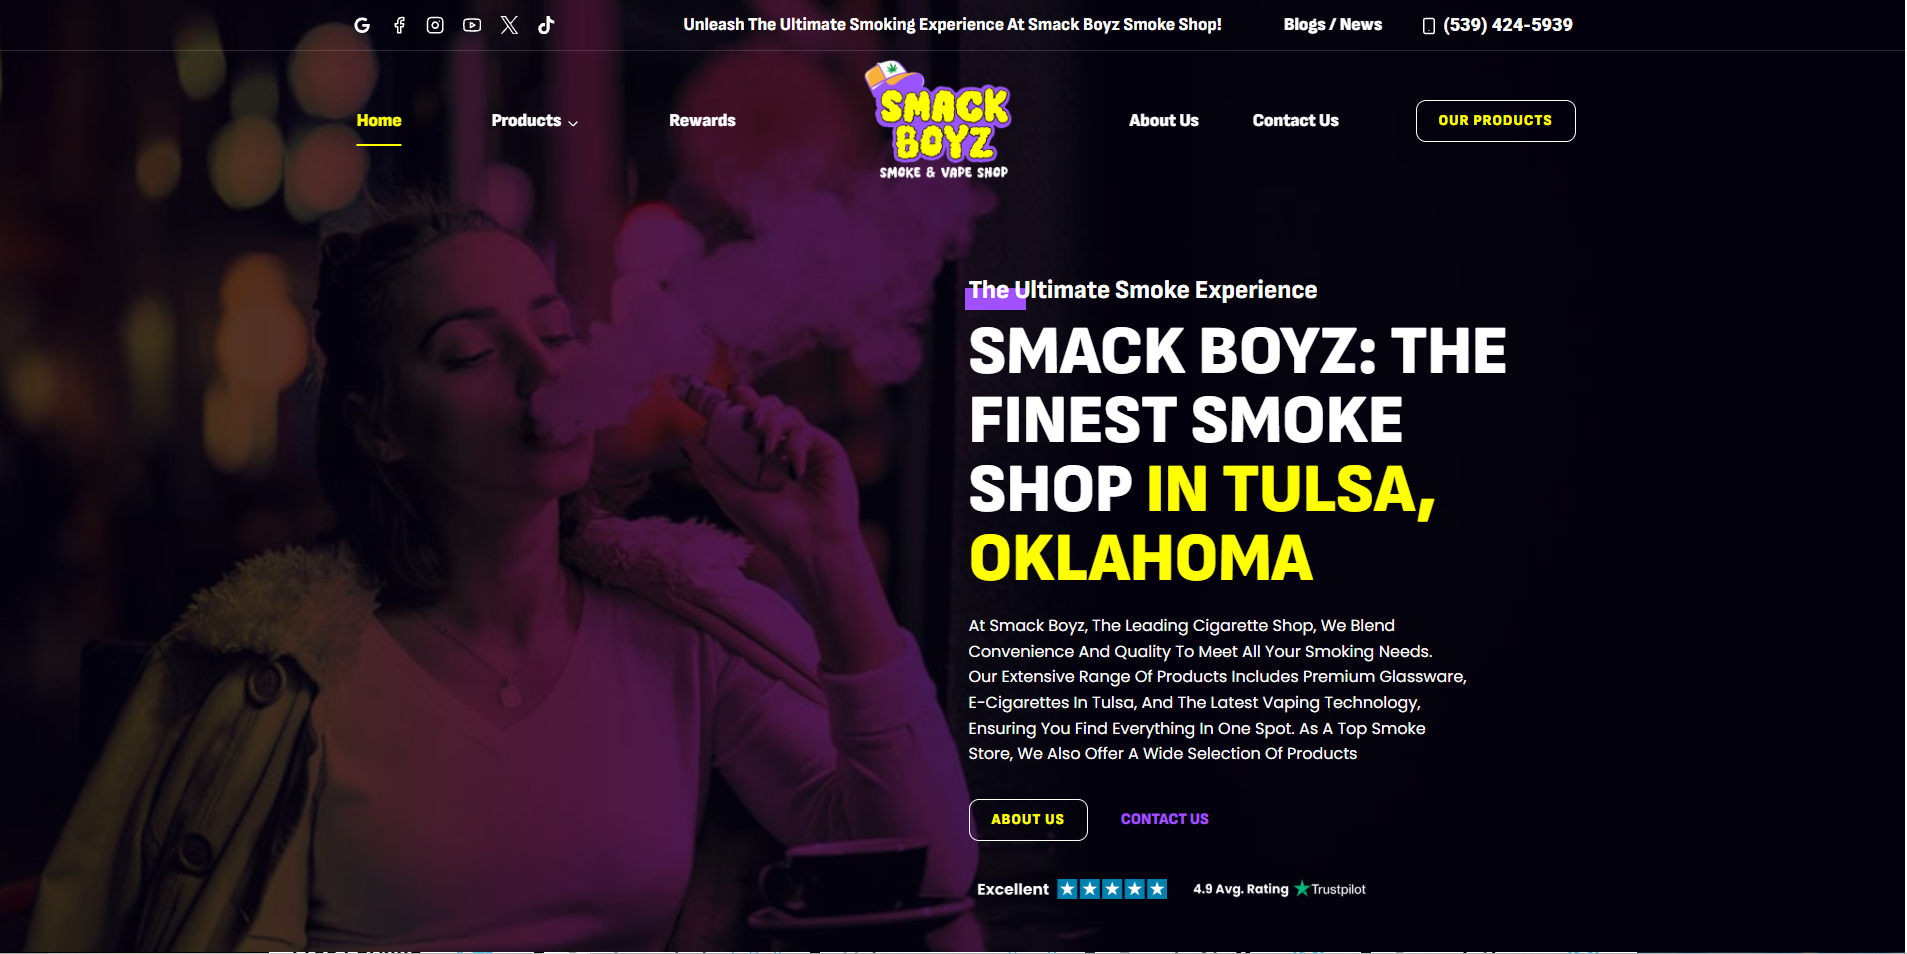 Unleash The Ultimate Smoking Experience At Smack Boyz Smoke Shop!
Blogs / News
(539) 424-5939
Home
Products
Rewards
SMACK
BOYZ
SMOKE & VAPE SHOP
About Us
Contact Us
OUR PRODUCTS
The Ultimate Smoke Experience
SMACK BOYZ: THE
FINEST SMOKE
SHOP IN TULSA,
OKLAHOMA
At Smack Boyz, The Leading Cigarette Shop, We Blend
Convenience And Quality To Meet All Your Smoking Needs.
Our Extensive Range Of Products Includes Premium Glassware,
E-Cigarettes In Tulsa, And The Latest Vaping Technology,
Ensuring You Find Everything In One Spot. As A Top Smoke
Store, We Also Offer A Wide Selection Of Products
ABOUT US
CONTACT US
Excellent
4.9 Avg. Rating Trustpilot